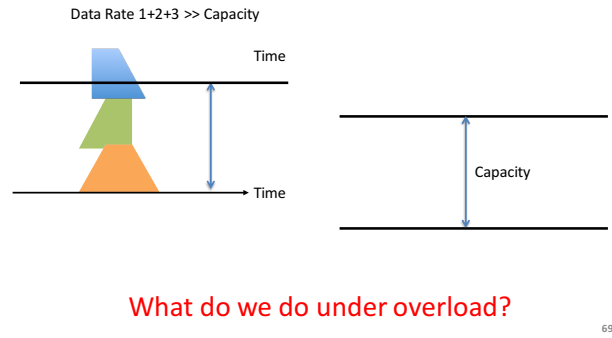 Data Rate 1+2+3 >> Capacity
Time
Time
Capacity
What do we do under overload?
69